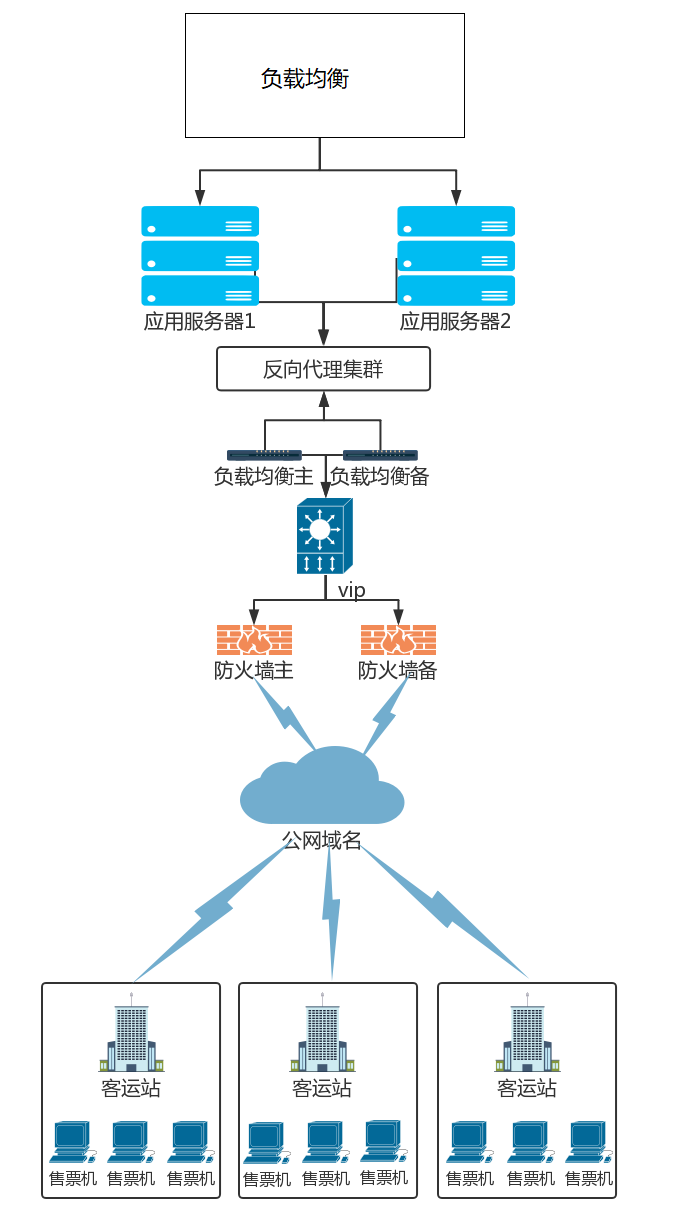 负载均衡
应用服务器1
应用服务器2
反向代理集群
负载均衡主
负载均衡备
vip
防火墙主
防火墙备
公网域名
客运站
客运站
客运站
售票机
售票机
售票机
售票机
售票机
售票机
售票机
售票机
售票机